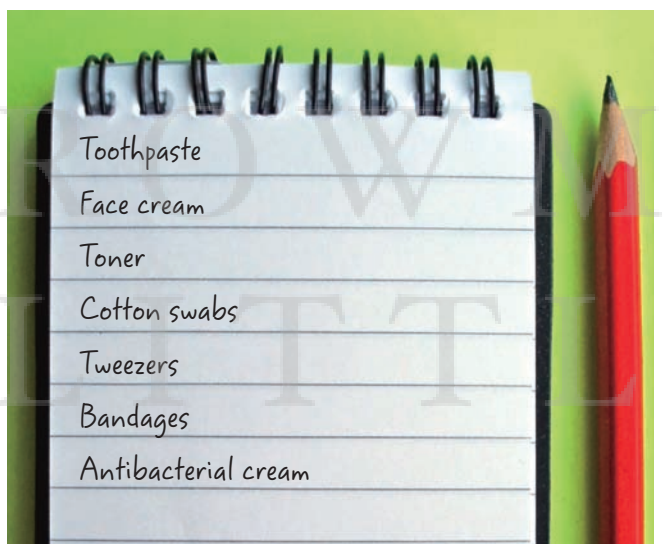 Toothpaste
Face cream
Toner
Cotton swabs
Tweezers
Bandages
Antibacterial cream